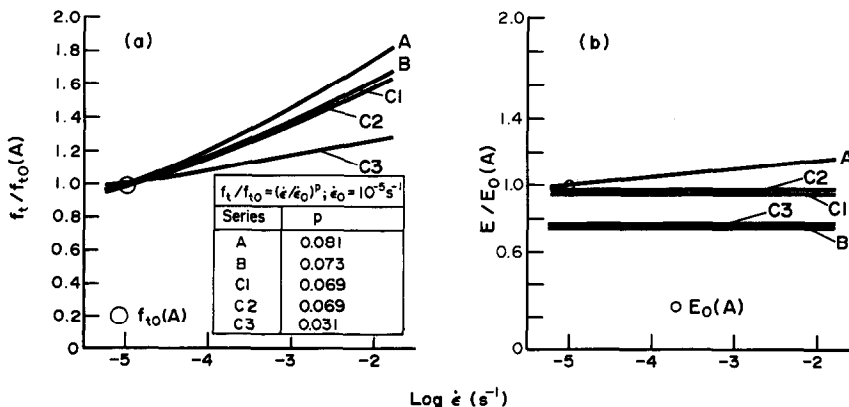 (a)
2.0
1.8
1.6
1.4
1.2
1.0
0.8
0.6
0.4
0.2
0
f_t/f_t0(A)
A
B
C1
C2
C3
f_t/f_t0=(ε̇/ε̇_0)^p; ε̇_0=10^-5 s^-1
Series p
A 0.081
B 0.073
C1 0.069
C2 0.069
C3 0.031
f_t0(A)
-5 -4 -3 -2
(b)
2.0
1.6
1.2
1.0
0.6
0
E/E_0(A)
A
C2
C1
C3
B
E_0(A)
-5 -4 -3 -2
Log ε̇ (s^-1)